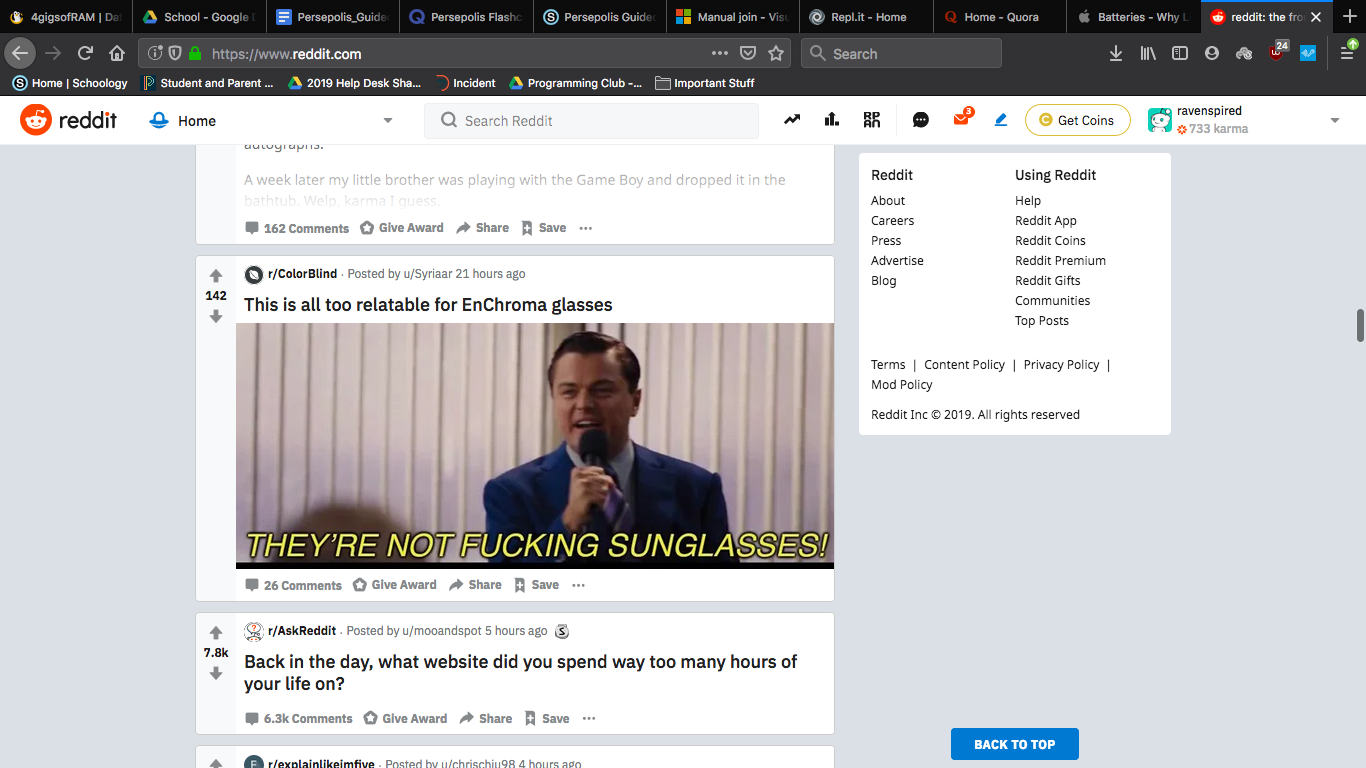 4gigsofRAM | Da
School - Google D
Persepolis_Guide
Persepolis Flashc
Persepolis Guide
Manual join - Visu
Repl.it - Home
Home - Quora
Batteries - Why L
reddit: the fro
https://www.reddit.com
Search
24
Home | Schoology
Student and Parent ...
2019 Help Desk Sha...
Incident
Programming Club -...
Important Stuff
reddit
Home
Search Reddit
3
Get Coins
ravenspired
733 karma
autographs.
A week later my little brother was playing with the Game Boy and dropped it in the
bathtub. Welp, karma I guess.
162 Comments Give Award Share Save ...
142
r/ColorBlind · Posted by u/Syriaar 21 hours ago
This is all too relatable for EnChroma glasses
THEY'RE NOT FUCKING SUNGLASSES!
26 Comments Give Award Share Save ...
7.8k
r/AskReddit · Posted by u/mooandspot 5 hours ago S
Back in the day, what website did you spend way too many hours of
your life on?
6.3k Comments Give Award Share Save ...
r/explainlikeimfive · Posted by u/chrischiu98 4 hours ago
Reddit
About
Careers
Press
Advertise
Blog
Using Reddit
Help
Reddit App
Reddit Coins
Reddit Premium
Reddit Gifts
Communities
Top Posts
Terms | Content Policy | Privacy Policy |
Mod Policy
Reddit Inc © 2019. All rights reserved
BACK TO TOP